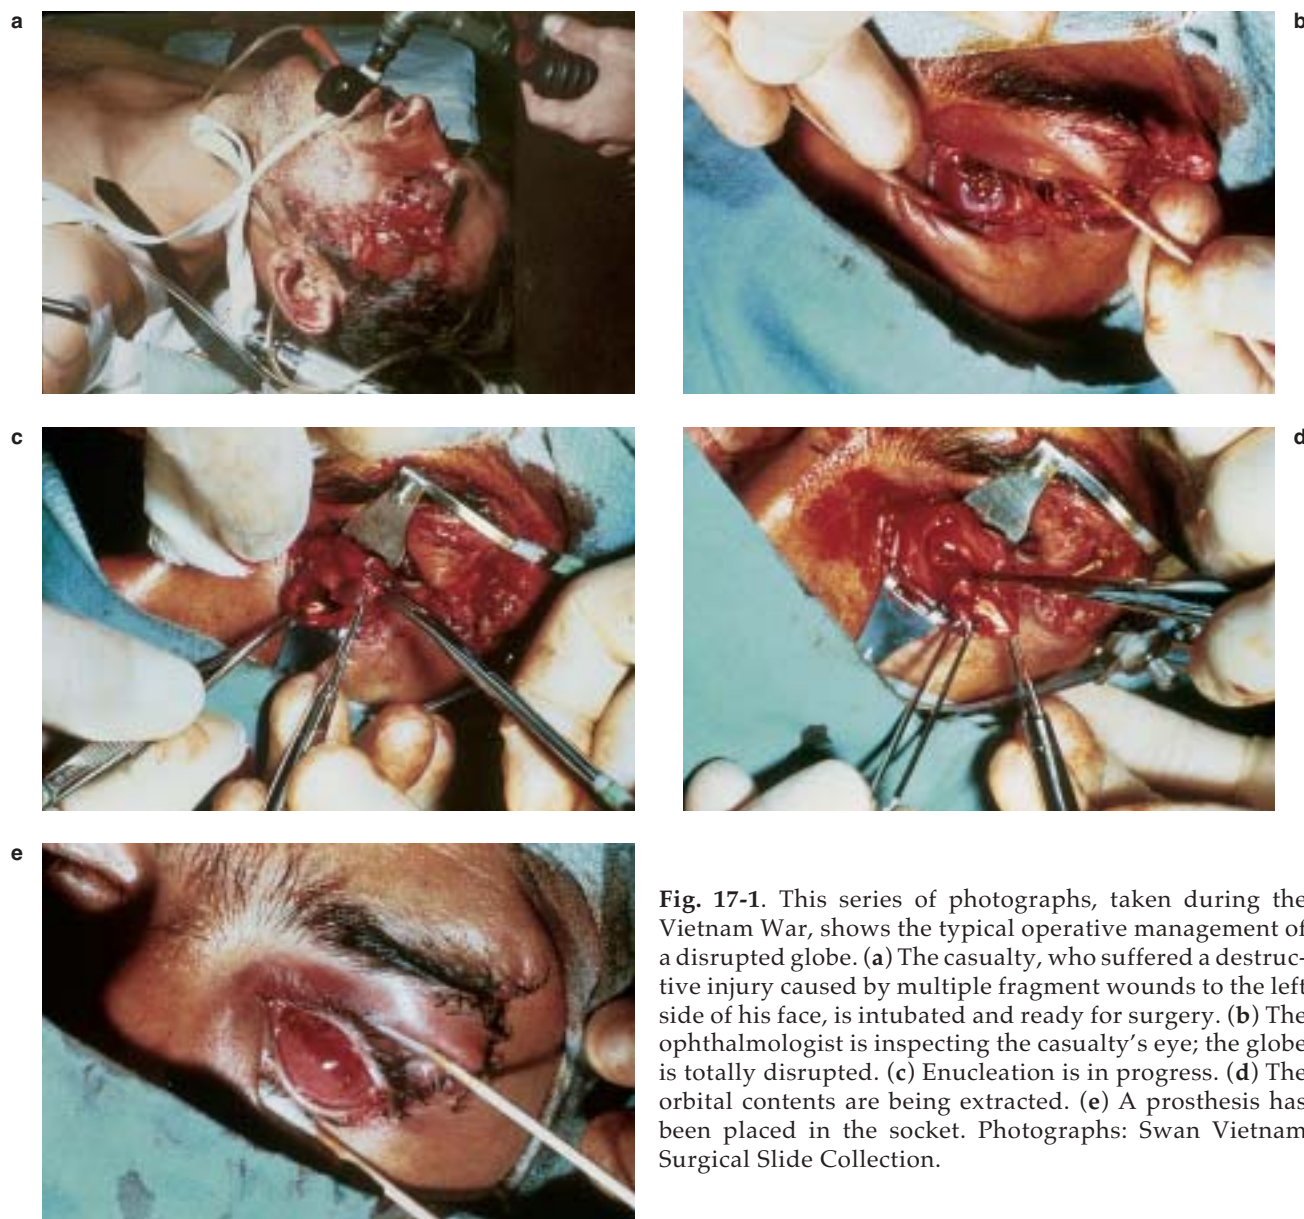 a
b
c
d
e
Fig. 17-1. This series of photographs, taken during the
Vietnam War, shows the typical operative management of
a disrupted globe. (a) The casualty, who suffered a destruc-
tive injury caused by multiple fragment wounds to the left
side of his face, is intubated and ready for surgery. (b) The
ophthalmologist is inspecting the casualty's eye; the globe
is totally disrupted. (c) Enucleation is in progress. (d) The
orbital contents are being extracted. (e) A prosthesis has
been placed in the socket. Photographs: Swan Vietnam
Surgical Slide Collection.